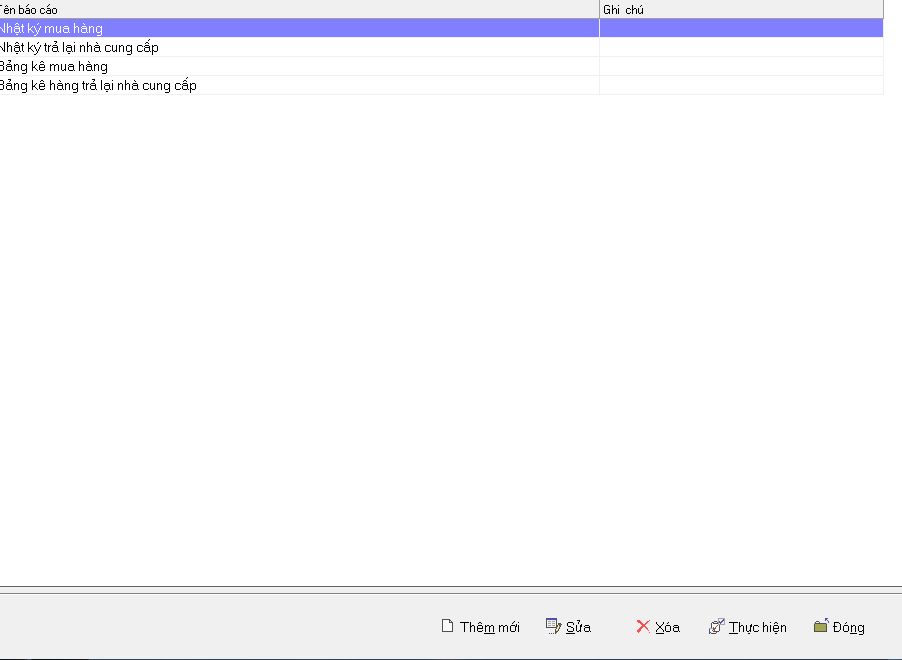 Tên báo cáo Ghi chú
Nhật ký mua hàng
Nhật ký trả lại nhà cung cấp
Bảng kê mua hàng
Bảng kê hàng trả lại nhà cung cấp
Thêm mới Sửa Xóa Thực hiện Đóng